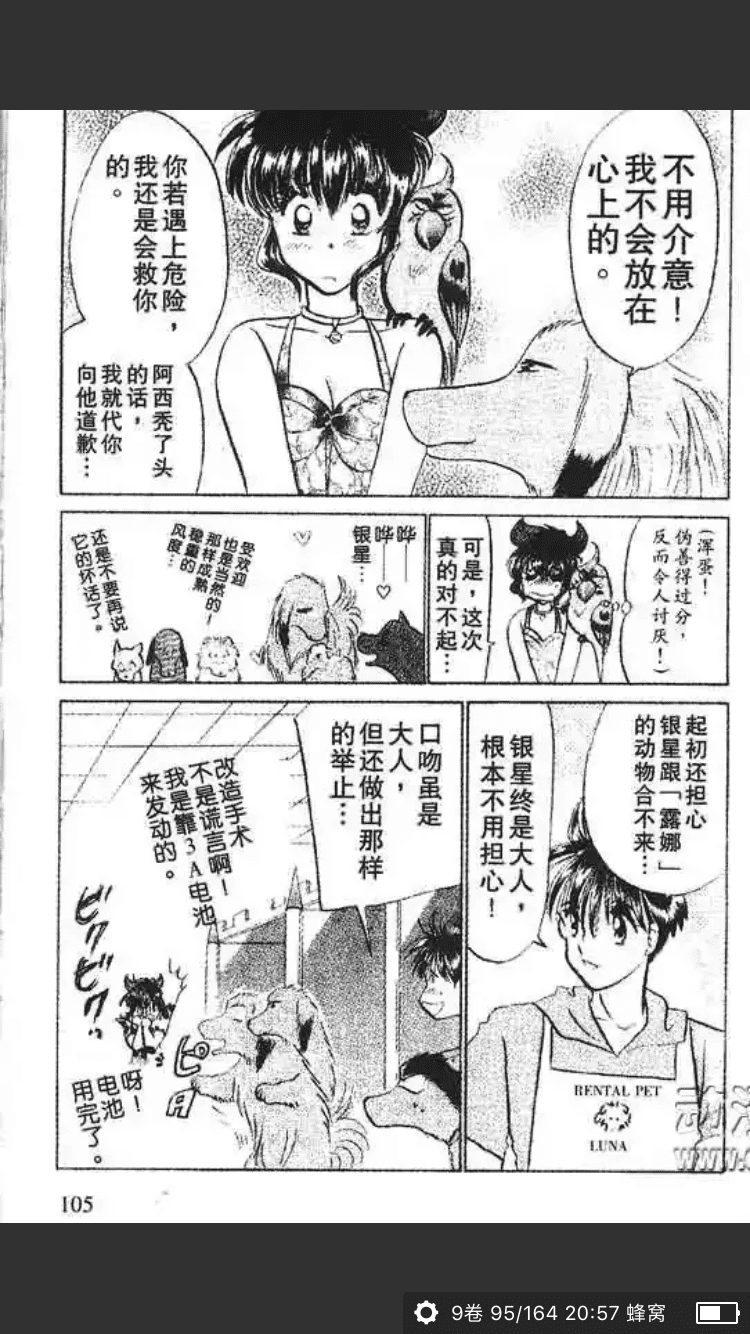 不用介意！
我不会放在
心上的。
你若遇上危险，
我还是会救你
的。
阿西秃了头
的话，
我就代你
向他道歉…
（浑蛋！
伪善得过分，
反而令人讨厌！）
可是，这次
真的对不起…
哗
哗
银星…
受欢迎
也是当然的！
那样成熟
稳重的
风度…
还是不要再说
它的坏话了。
起初还担心
银星跟「露娜」
的动物合不来…
银星终是大人，
根本不用担心！
RENTAL PET
LUNA
口吻虽是
大人，
但还做出那样
的举止…
改造手术
不是谎言啊！
我是靠3A电池
来发动的。
ビクビクッ
ピタ
呀！
电池
用完了。
105
9卷 95/164 20:57 蜂窝